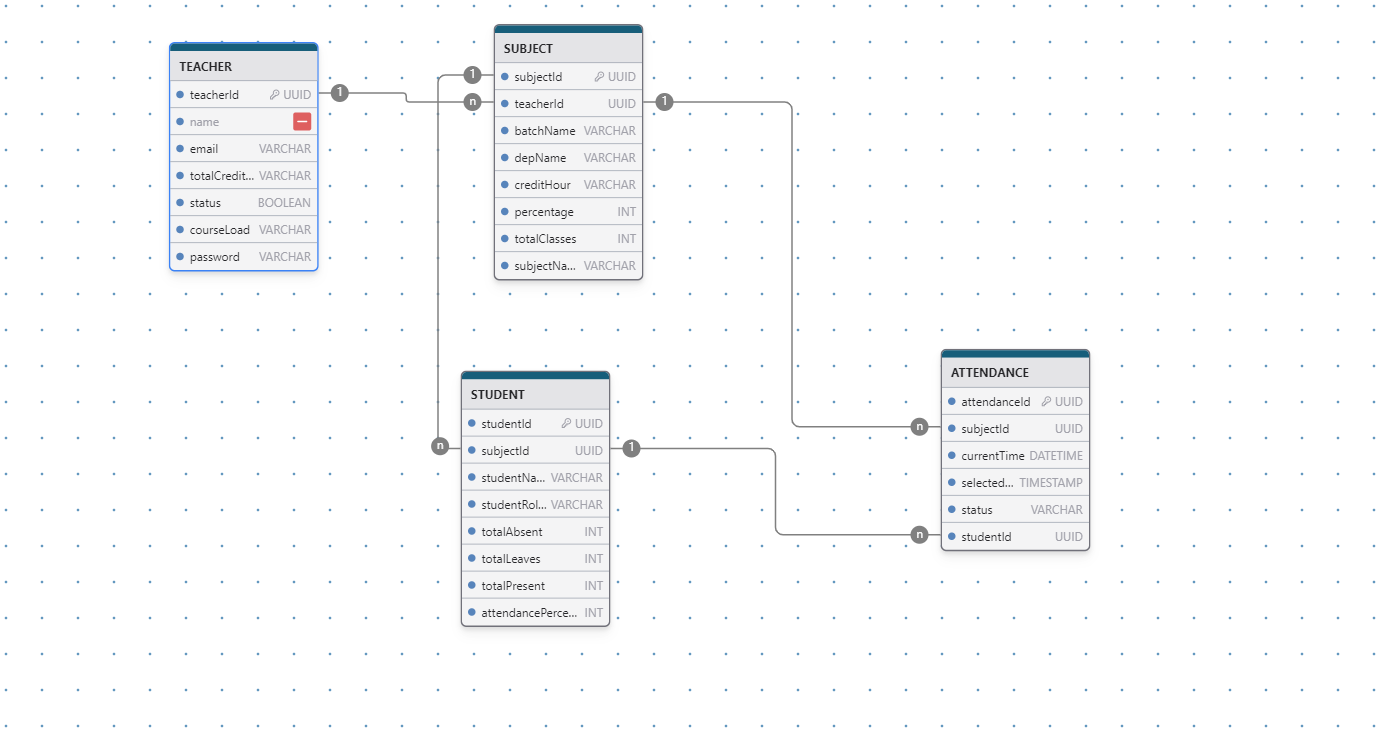 TEACHER
teacherId UUID
name
email VARCHAR
totalCredit... VARCHAR
status BOOLEAN
courseLoad VARCHAR
password VARCHAR
1
n
1
SUBJECT
subjectId UUID
teacherId UUID
batchName VARCHAR
depName VARCHAR
creditHour VARCHAR
percentage INT
totalClasses INT
subjectNa... VARCHAR
1
n
STUDENT
studentId UUID
subjectId UUID
studentNa... VARCHAR
studentRol... VARCHAR
totalAbsent INT
totalLeaves INT
totalPresent INT
attendancePerce... INT
1
n
n
ATTENDANCE
attendanceId UUID
subjectId UUID
currentTime DATETIME
selected... TIMESTAMP
status VARCHAR
studentId UUID